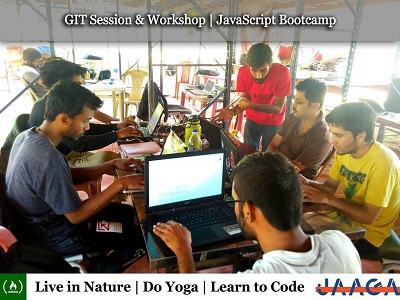 GIT Session & Workshop | JavaScript Bootcamp
Live in Nature | Do Yoga | Learn to Code
JAAGA